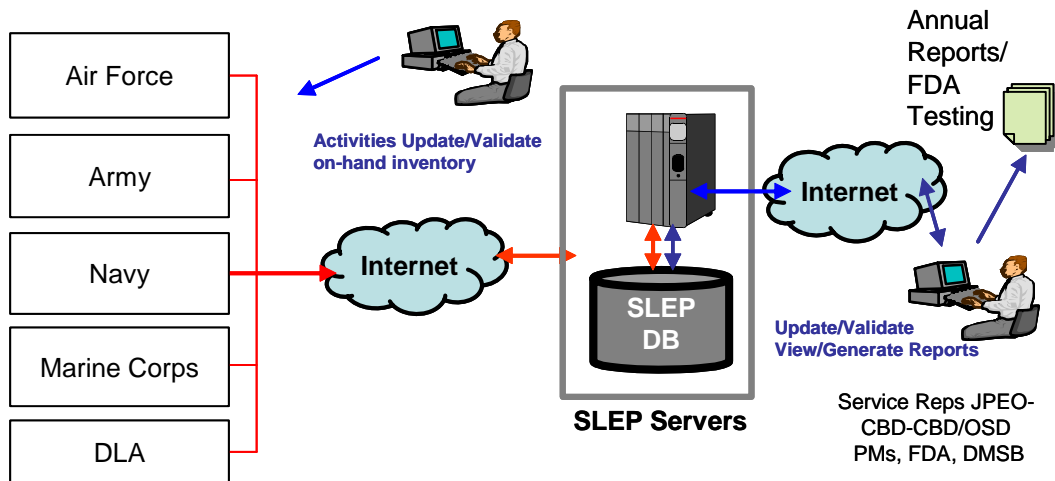 Air Force
Army
Navy
Marine Corps
DLA
Activities Update/Validate
on-hand inventory
Internet
SLEP
DB
SLEP Servers
Internet
Annual
Reports/
FDA
Testing
Update/Validate
View/Generate Reports
Service Reps JPEO-
CBD-CBD/OSD
PMs, FDA, DMSB